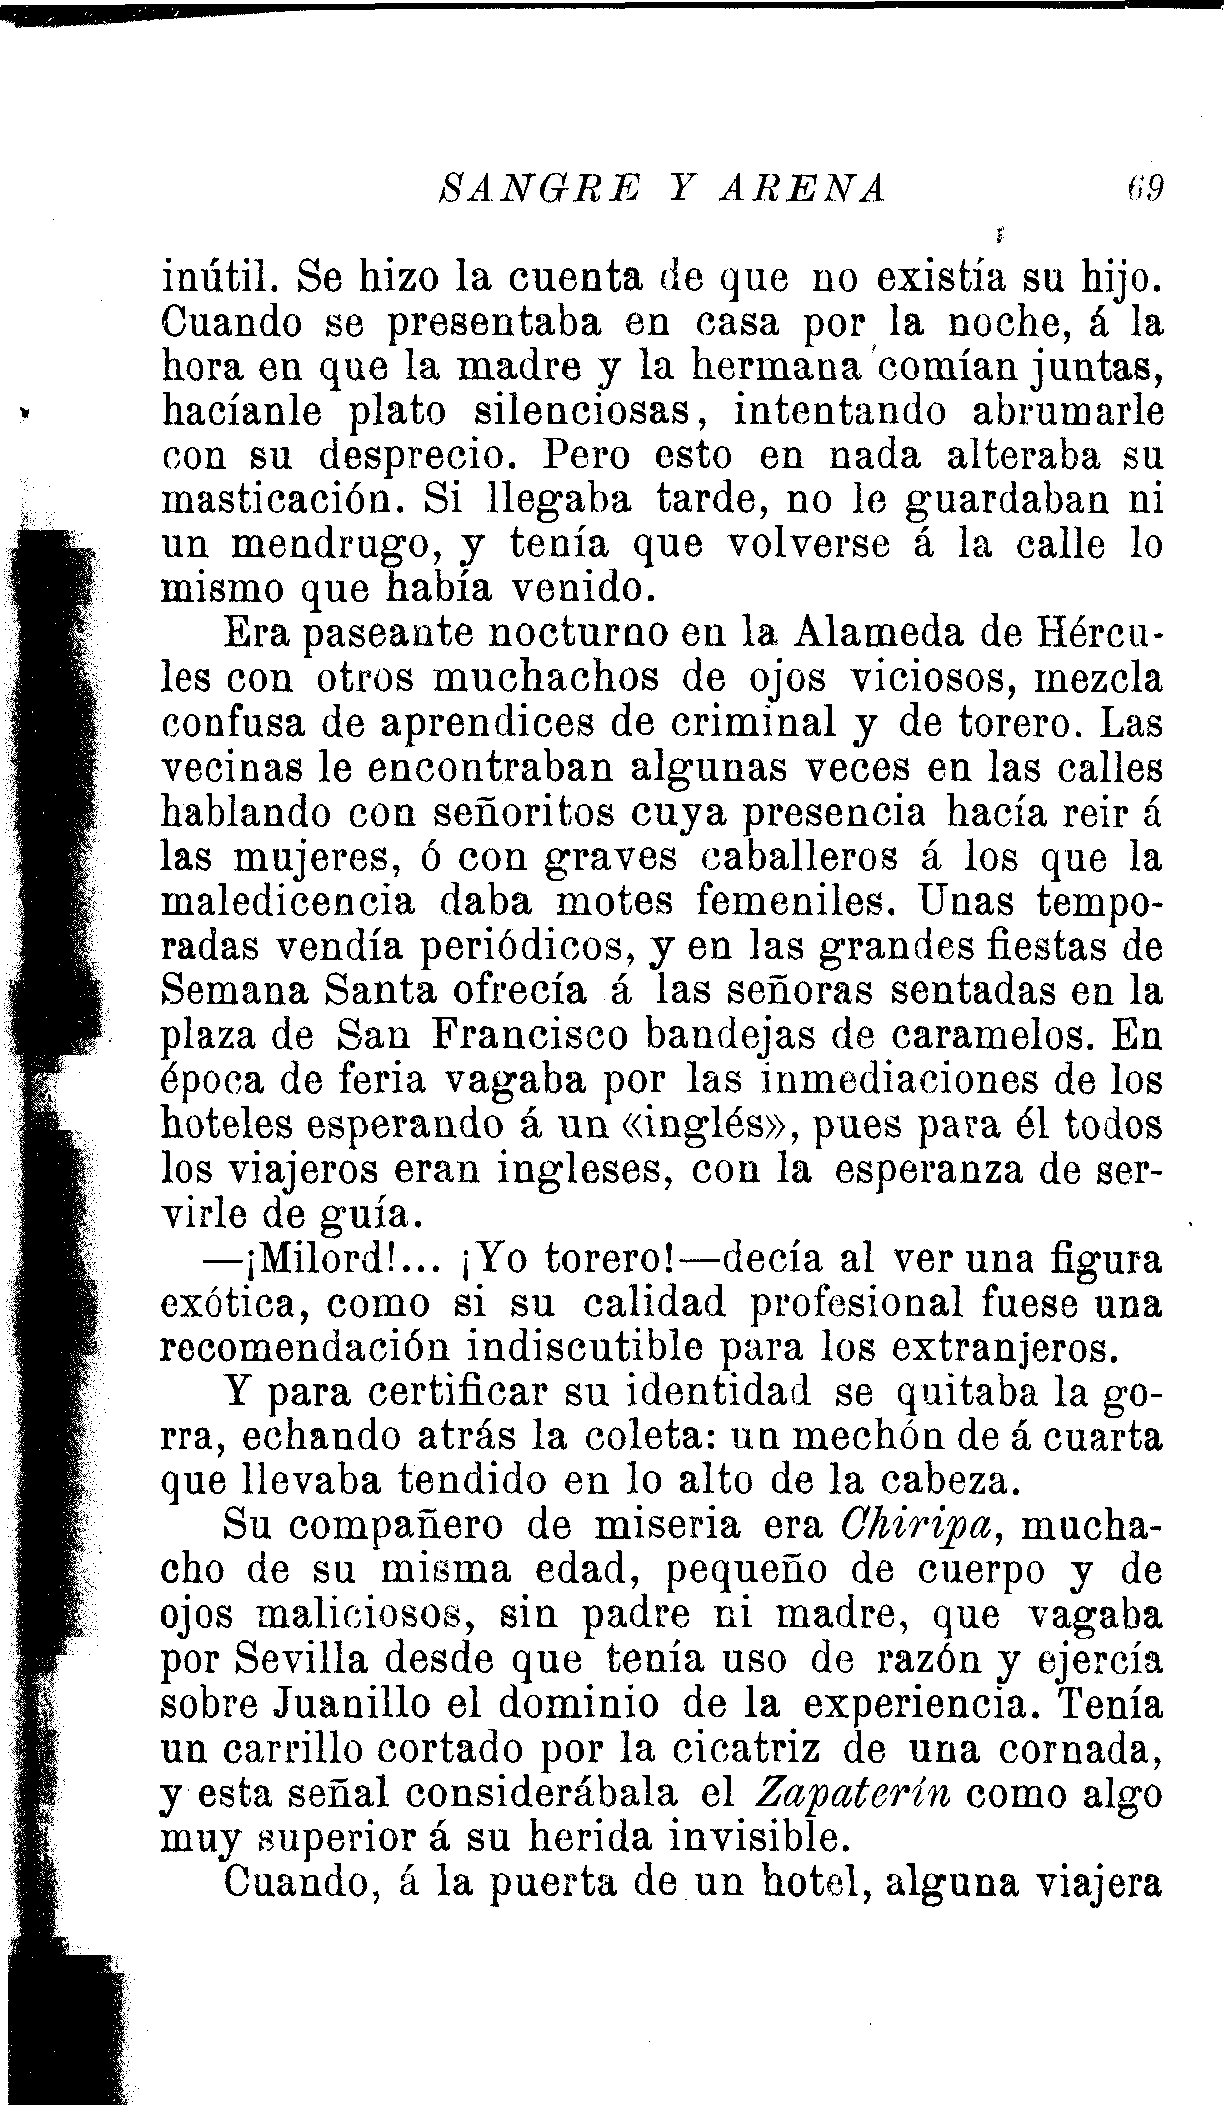 SANGRE Y ARENA 69
inútil. Se hizo la cuenta de que no existía su hijo.
Cuando se presentaba en casa por la noche, á la
hora en que la madre y la hermana comían juntas,
hacíanle plato silenciosas, intentando abrumarle
con su desprecio. Pero esto en nada alteraba su
masticación. Si llegaba tarde, no le guardaban ni
un mendrugo, y tenía que volverse á la calle lo
mismo que había venido.
Era paseante nocturno en la Alameda de Hércu-
les con otros muchachos de ojos viciosos, mezcla
confusa de aprendices de criminal y de torero. Las
vecinas le encontraban algunas veces en las calles
hablando con señoritos cuya presencia hacía reir á
las mujeres, ó con graves caballeros á los que la
maledicencia daba motes femeniles. Unas tempo-
radas vendía periódicos, y en las grandes fiestas de
Semana Santa ofrecía á las señoras sentadas en la
plaza de San Francisco bandejas de caramelos. En
época de feria vagaba por las inmediaciones de los
hoteles esperando á un «inglés», pues para él todos
los viajeros eran ingleses, con la esperanza de ser-
virle de guía.
—¡Milord!... ¡Yo torero!—decía al ver una figura
exótica, como si su calidad profesional fuese una
recomendación indiscutible para los extranjeros.
Y para certificar su identidad se quitaba la go-
rra, echando atrás la coleta: un mechón de á cuarta
que llevaba tendido en lo alto de la cabeza.
Su compañero de miseria era Chiripa, mucha-
cho de su misma edad, pequeño de cuerpo y de
ojos maliciosos, sin padre ni madre, que vagaba
por Sevilla desde que tenía uso de razón y ejercía
sobre Juanillo el dominio de la experiencia. Tenía
un carrillo cortado por la cicatriz de una cornada,
y esta señal considerábala el Zapaterín como algo
muy superior á su herida invisible.
Cuando, á la puerta de un hotel, alguna viajera